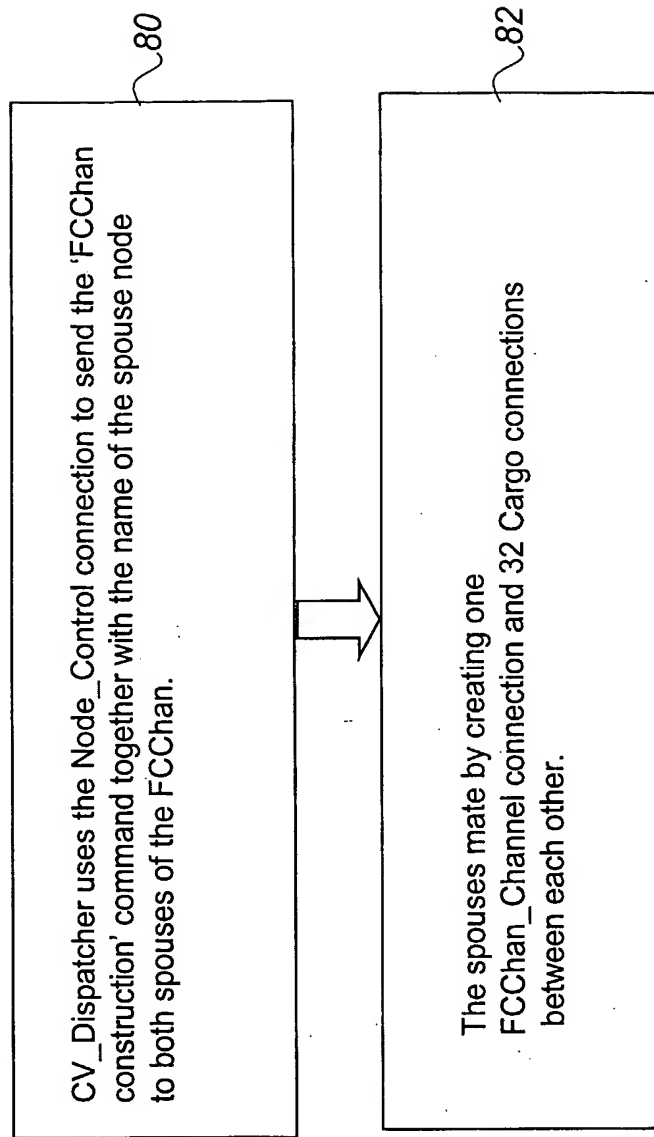 CV_Dispatcher uses the Node_Control connection to send the 'FCChan
construction' command together with the name of the spouse node
to both spouses of the FCChan.
80
The spouses mate by creating one
FCChan_Channel connection and 32 Cargo connections
between each other.
82